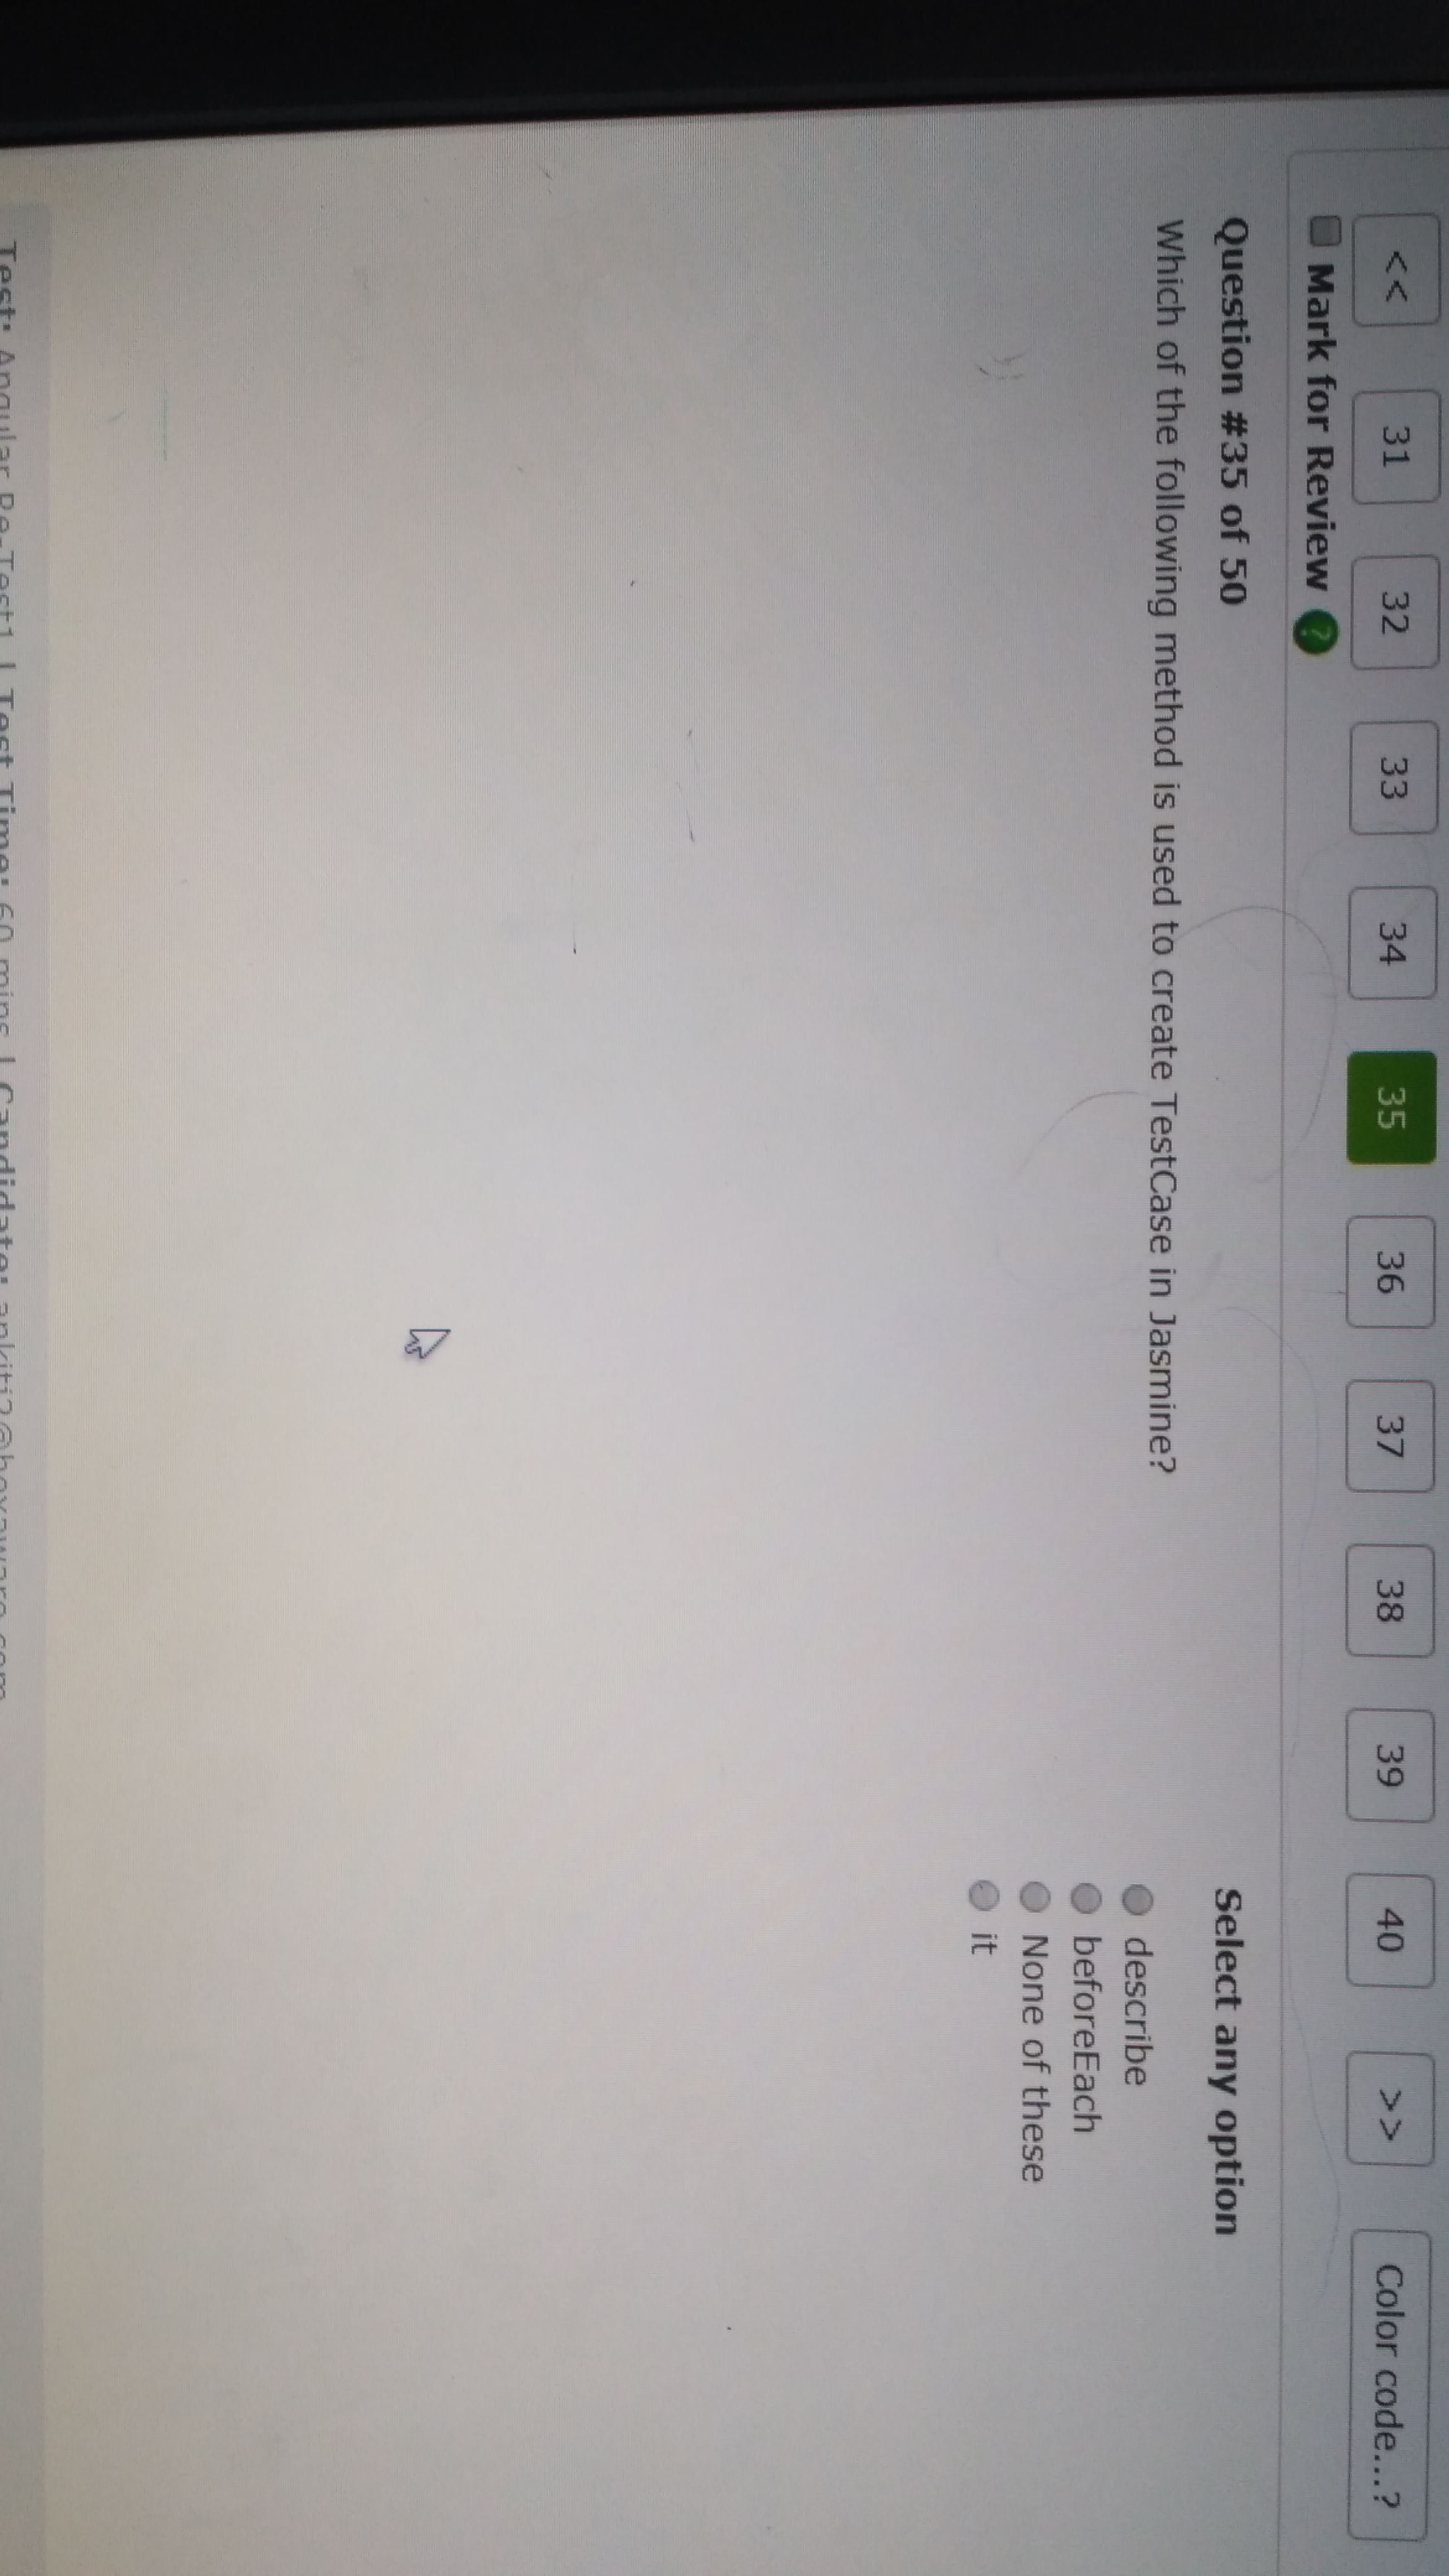 << 31 32 33 34 35 36 37 38 39 40 >> Color code...?
Mark for Review ?
Question #35 of 50
Select any option
Which of the following method is used to create TestCase in Jasmine?
describe
beforeEach
None of these
it
Test: Angular Re-Test1 | Test Time: 60 mins | Candidate: